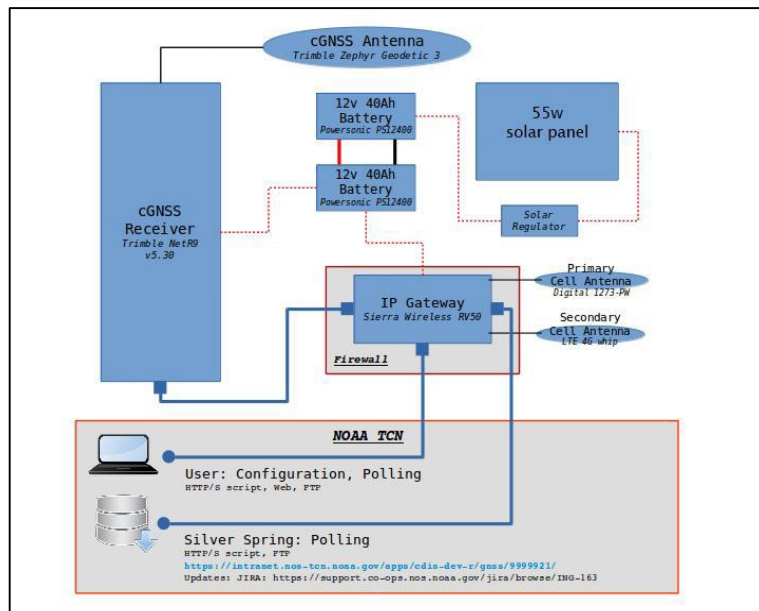 cGNSS Antenna
Trimble Zephyr Geodetic 3
12v 40Ah
Battery
Powersonic PS12400
55w
solar panel
12v 40Ah
Battery
Powersonic PS12400
cGNSS
Receiver
Trimble NetR9
v5.30
Solar
Regulator
Primary
Cell Antenna
Digital 1273-PW
IP Gateway
Sierra Wireless RV50
Secondary
Cell Antenna
LTE 4G whip
Firewall
NOAA TCN
User: Configuration, Polling
HTTP/S script, Web, FTP
Silver Spring: Polling
HTTP/S script, FTP
https://intranet.nos-tcn.noaa.gov/apps/cdis-dev-r/gnss/9999921/
Updates: JIRA: https://support.co-ops.nos.noaa.gov/jira/browse/ING-163